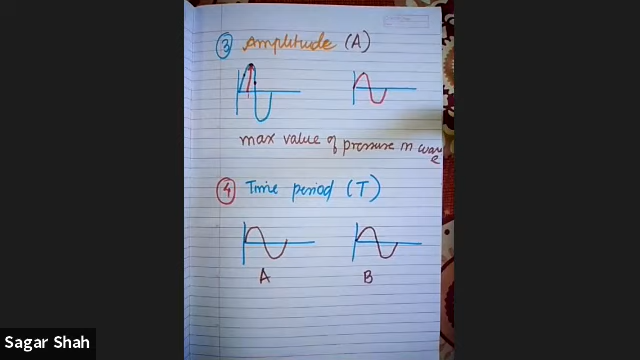 ③ Amplitude (A)
max value of pressure in wave
④ Time period (T)
A B
Sagar Shah